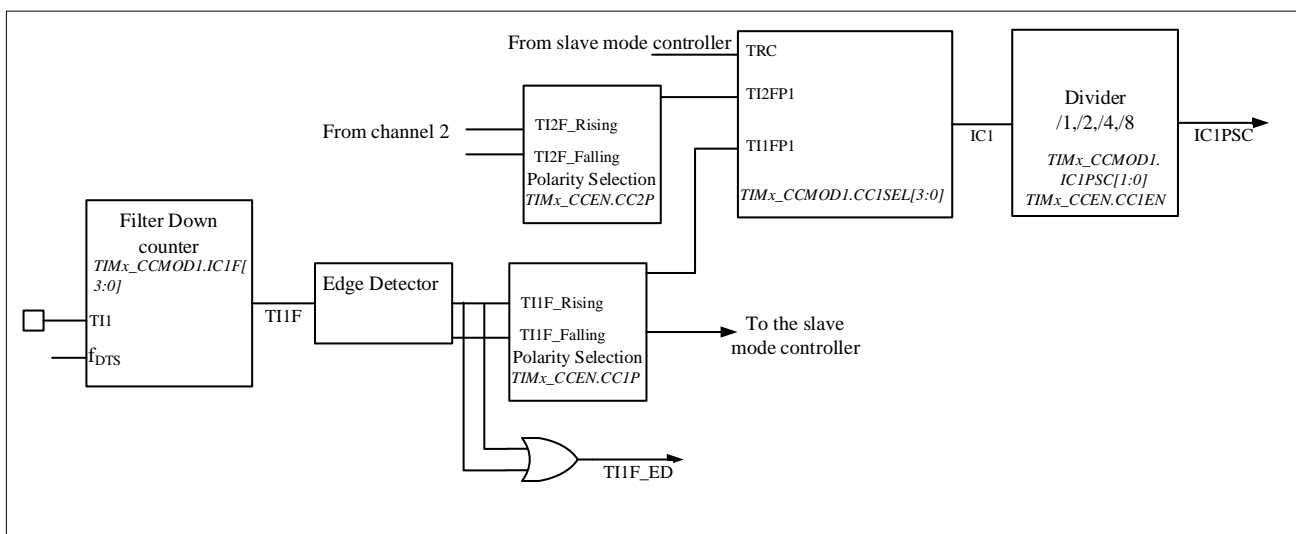 From slave mode controller
TRC
TI2FP1
TI1FP1
TIMx_CCMOD1.CC1SEL[3:0]
IC1
Divider
/1,/2,/4,/8
TIMx_CCMOD1.
IC1PSC[1:0]
TIMx_CCEN.CC1EN
IC1PSC
From channel 2
TI2F_Rising
TI2F_Falling
Polarity Selection
TIMx_CCEN.CC2P
Filter Down
counter
TIMx_CCMOD1.IC1F[
3:0]
TI1
fDTS
TI1F
Edge Detector
TI1F_Rising
TI1F_Falling
Polarity Selection
TIMx_CCEN.CC1P
To the slave
mode controller
TI1F_ED